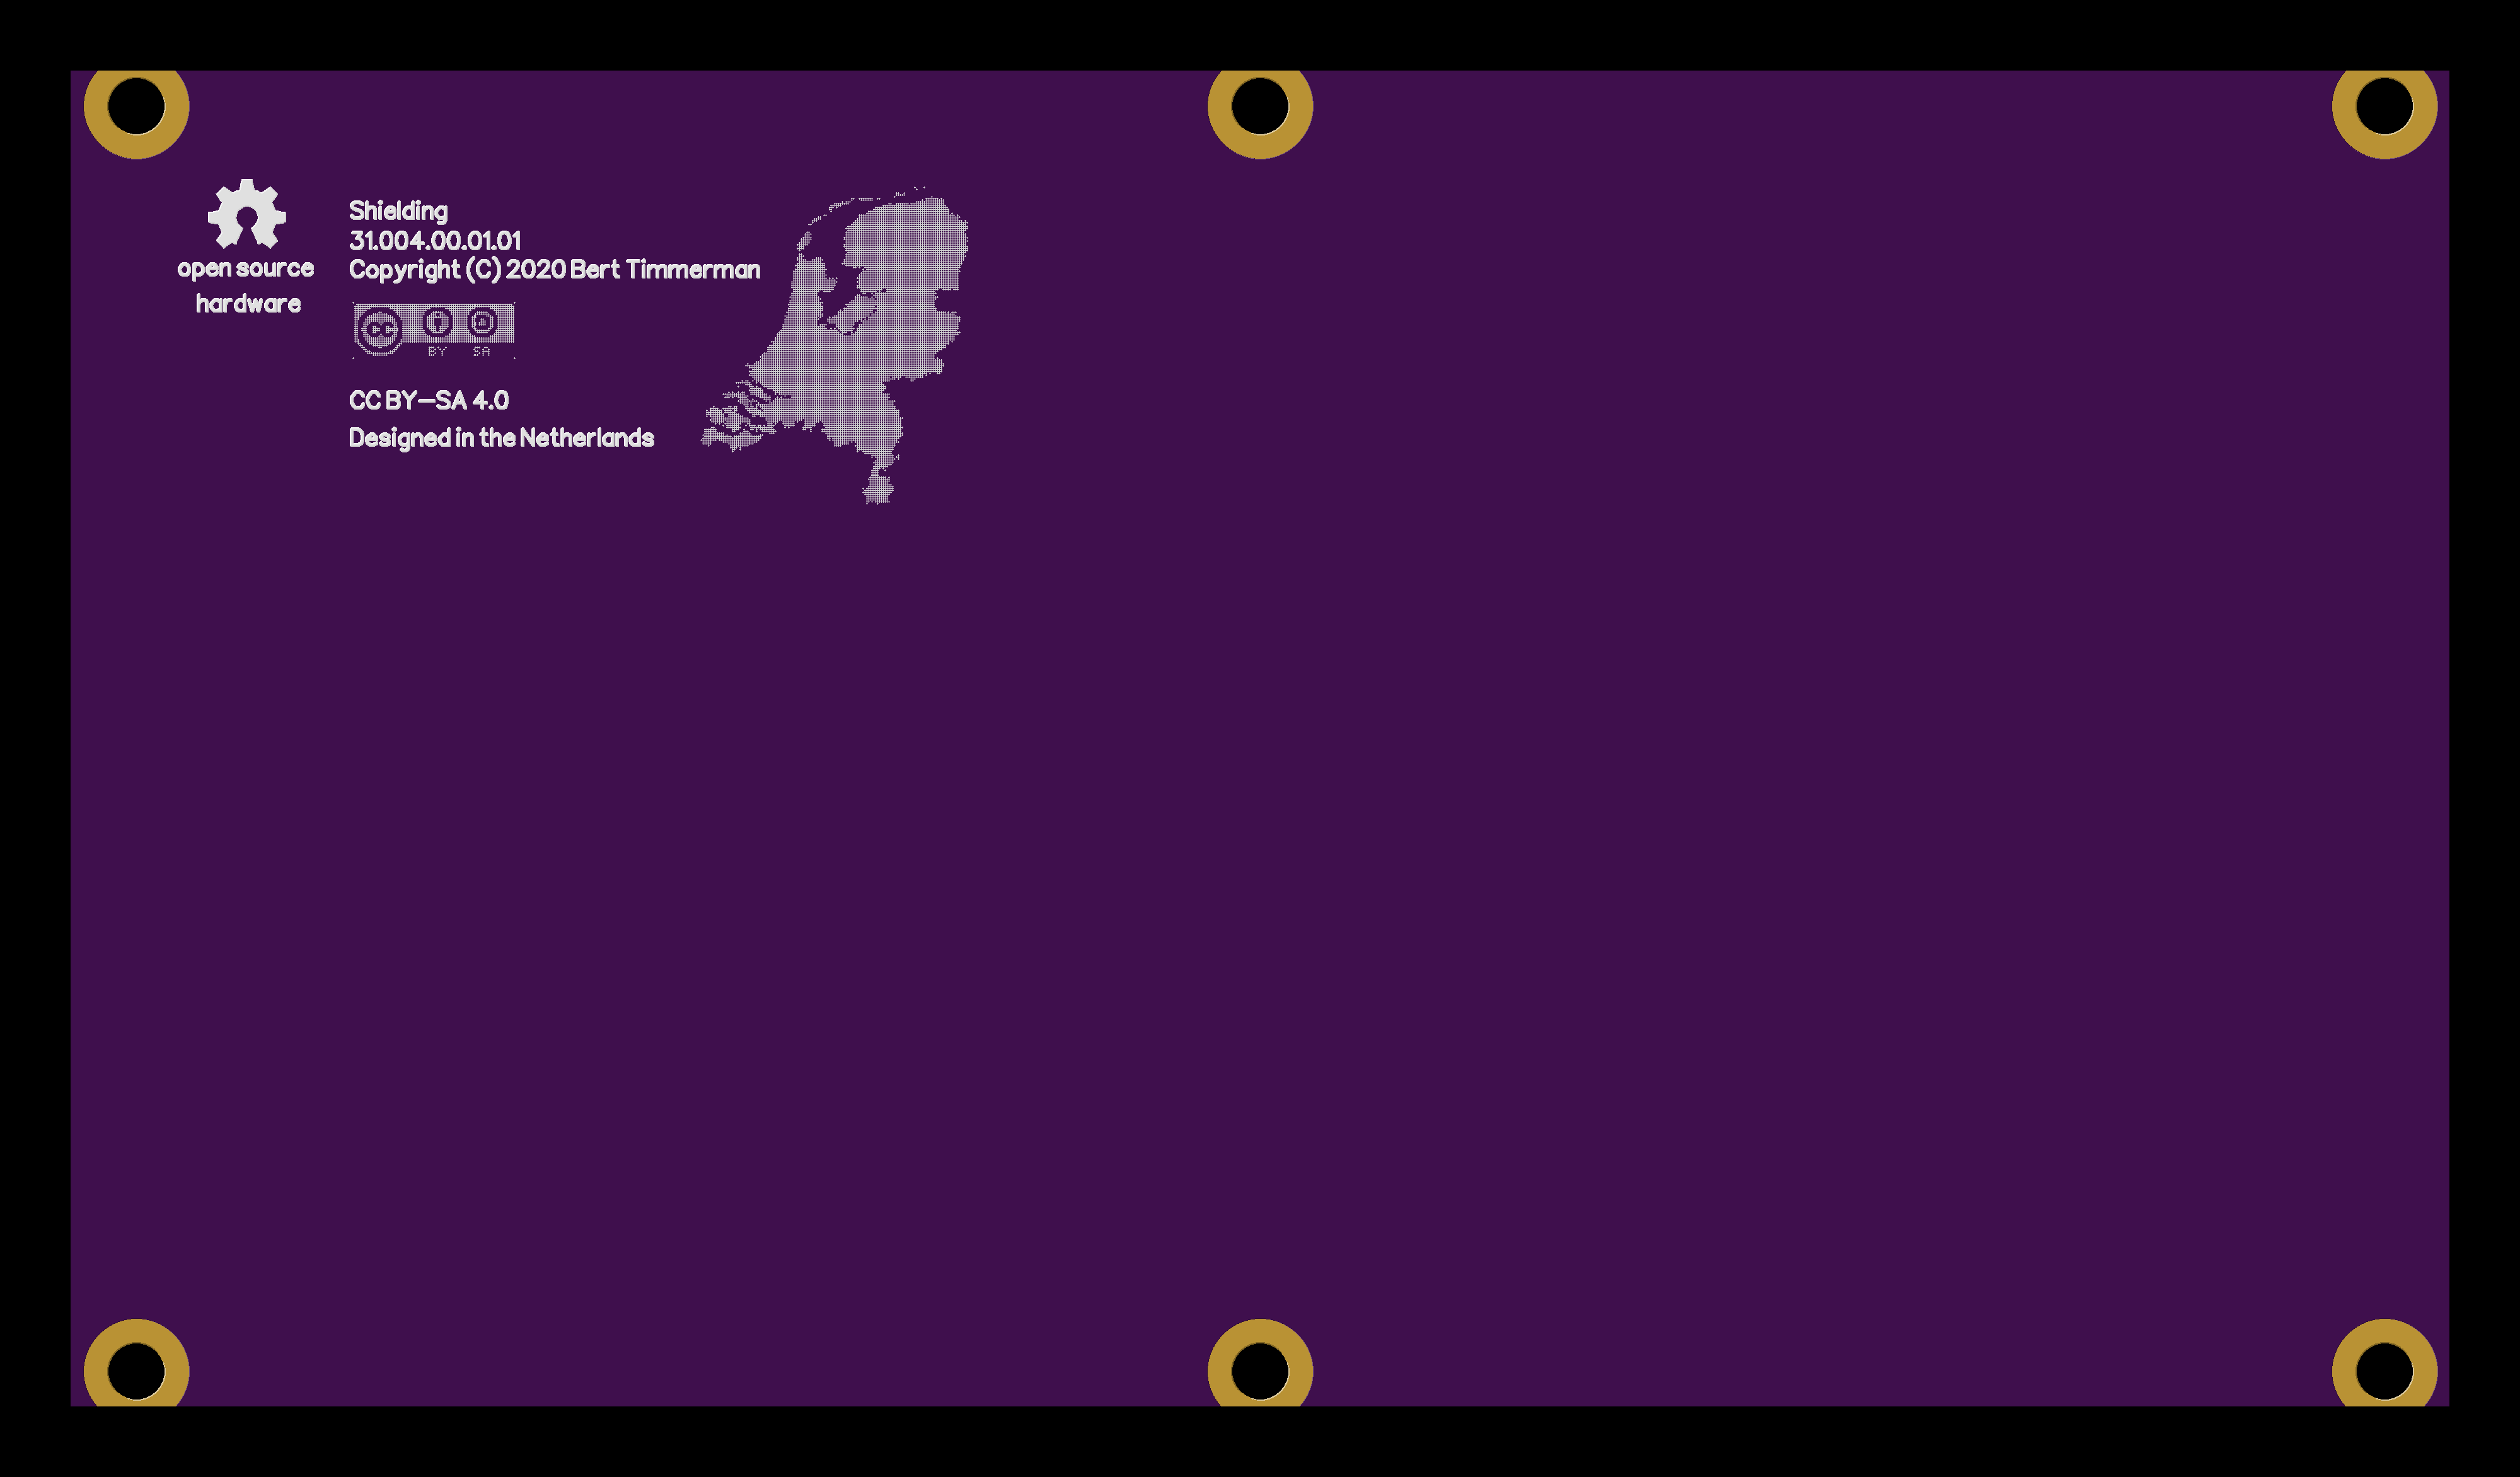 open source
hardware
Shielding
31.004.00.01.01
Copyright (C) 2020 Bert Timmerman
CC
BY SA
CC BY-SA 4.0
Designed in the Netherlands